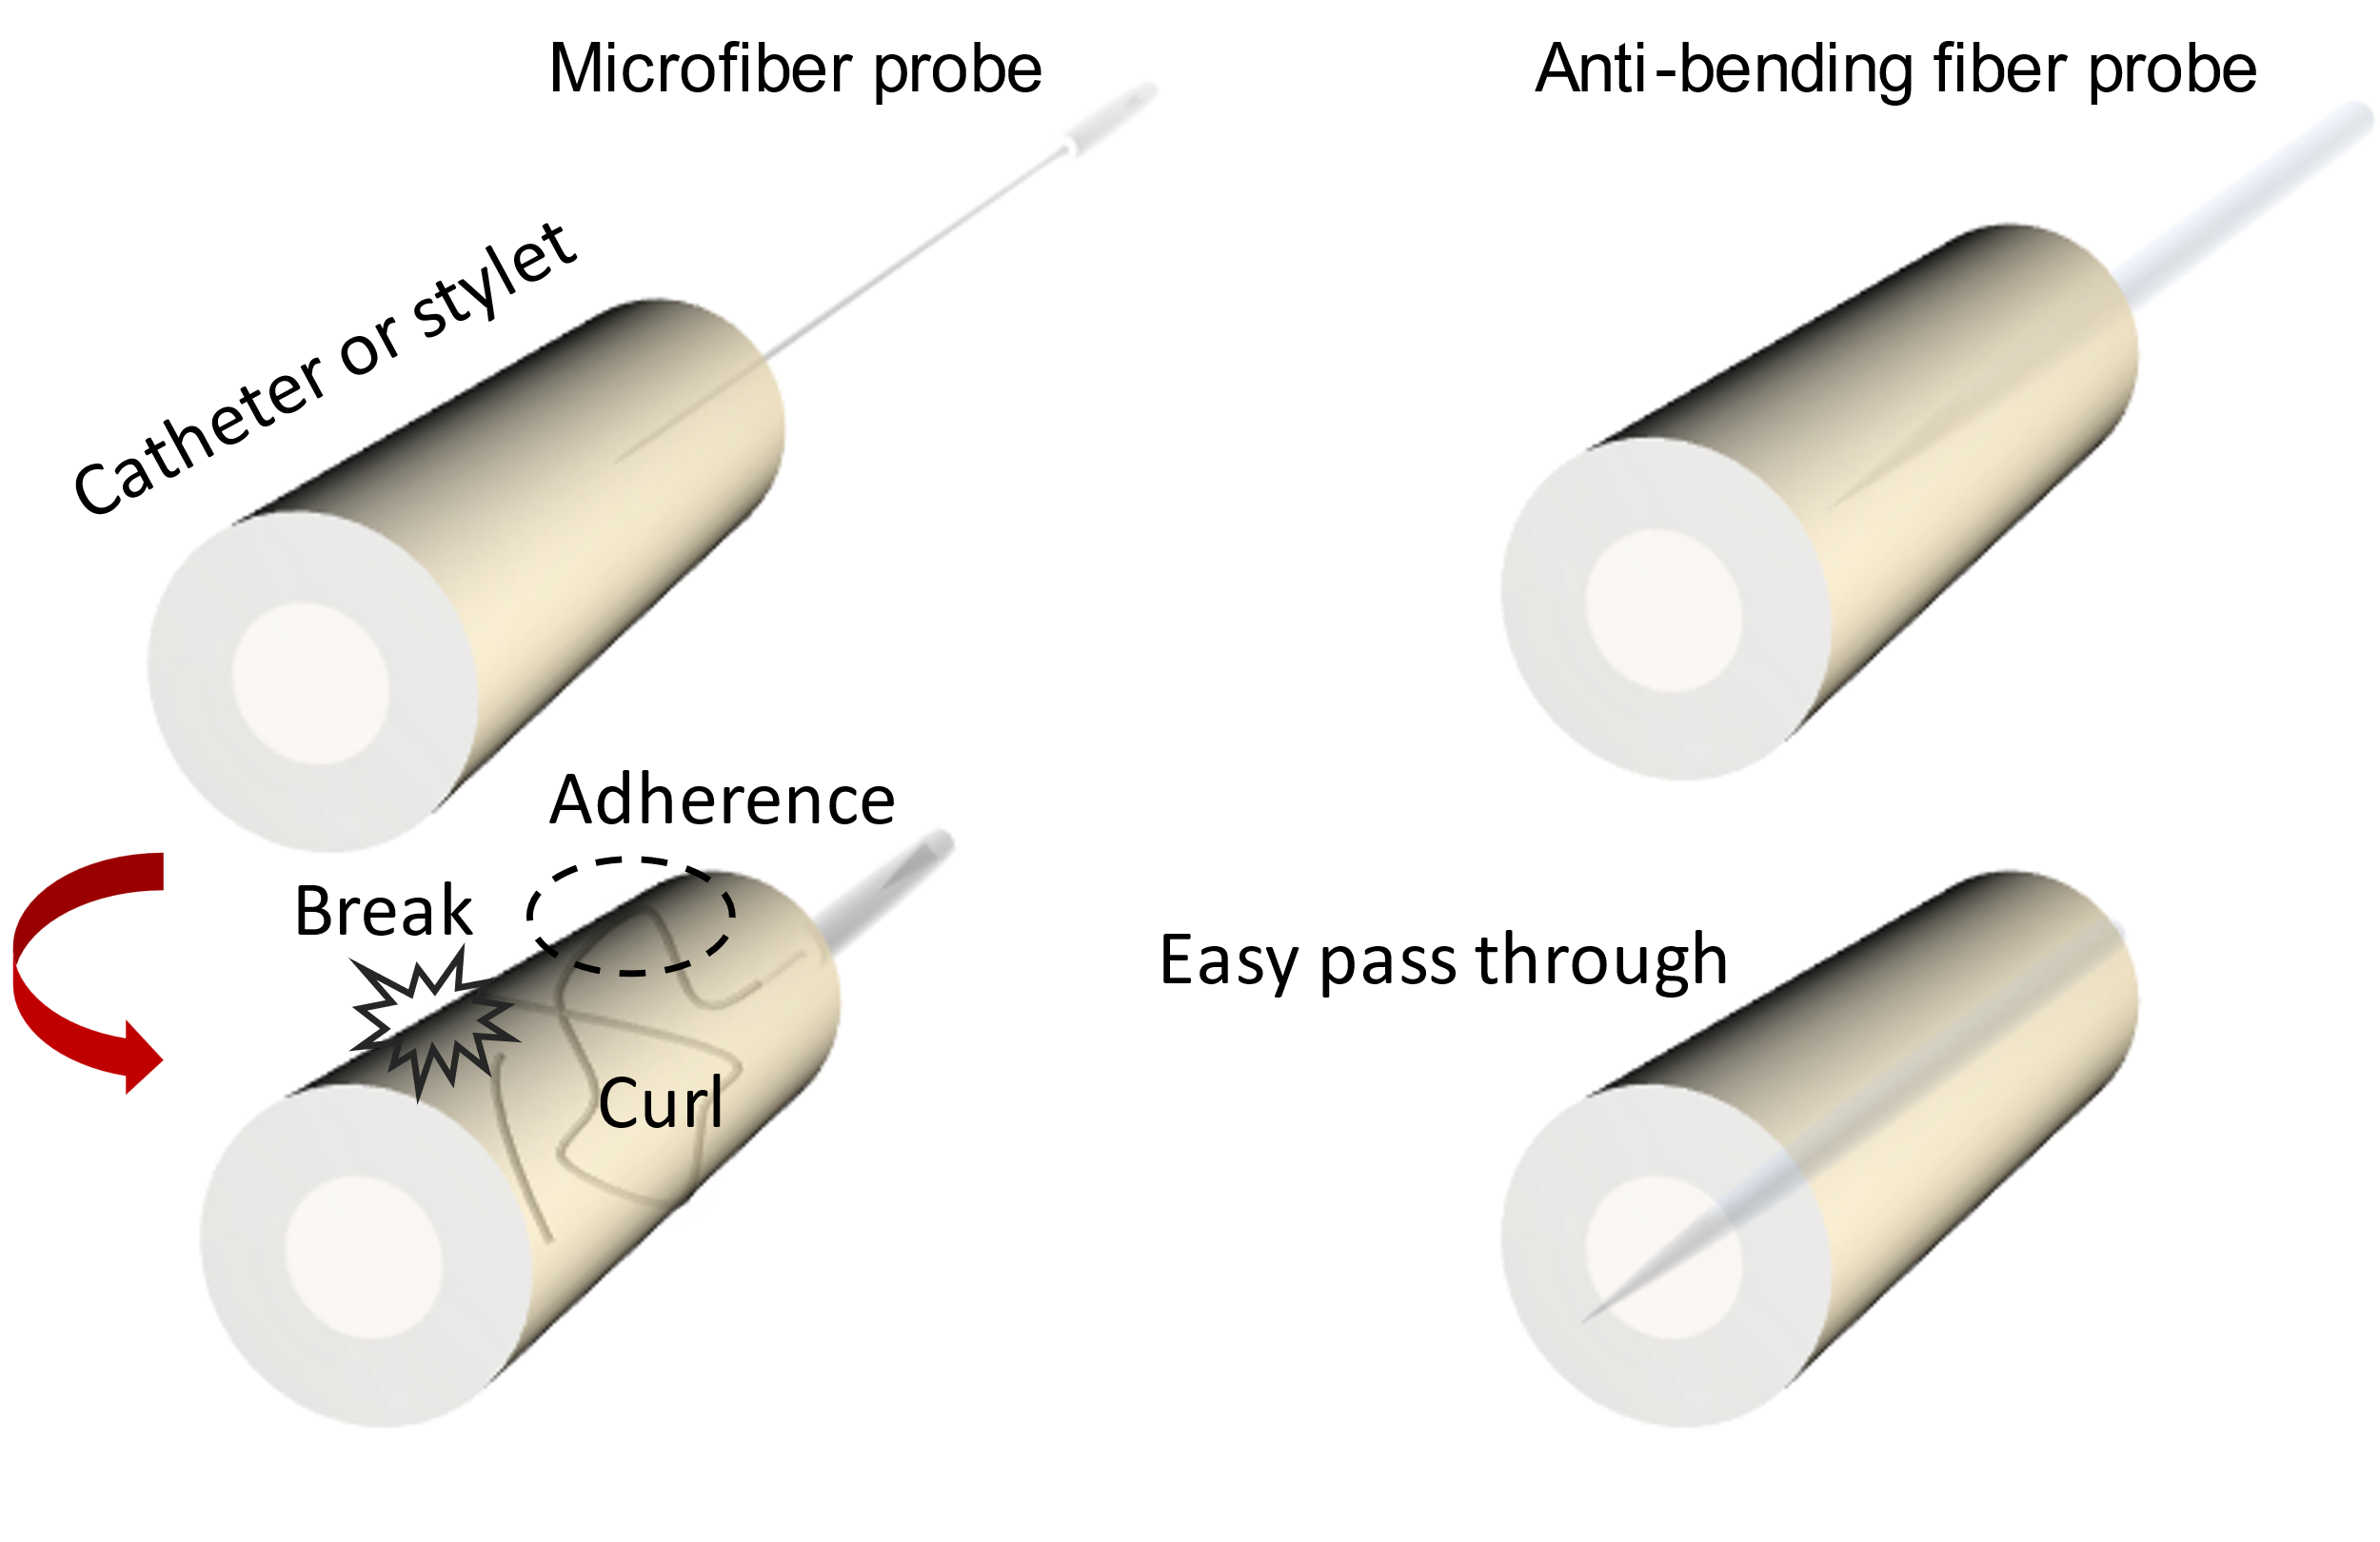 Microfiber probe
Anti-bending fiber probe
Catheter or stylet
Adherence
Break
Easy pass through
Curl